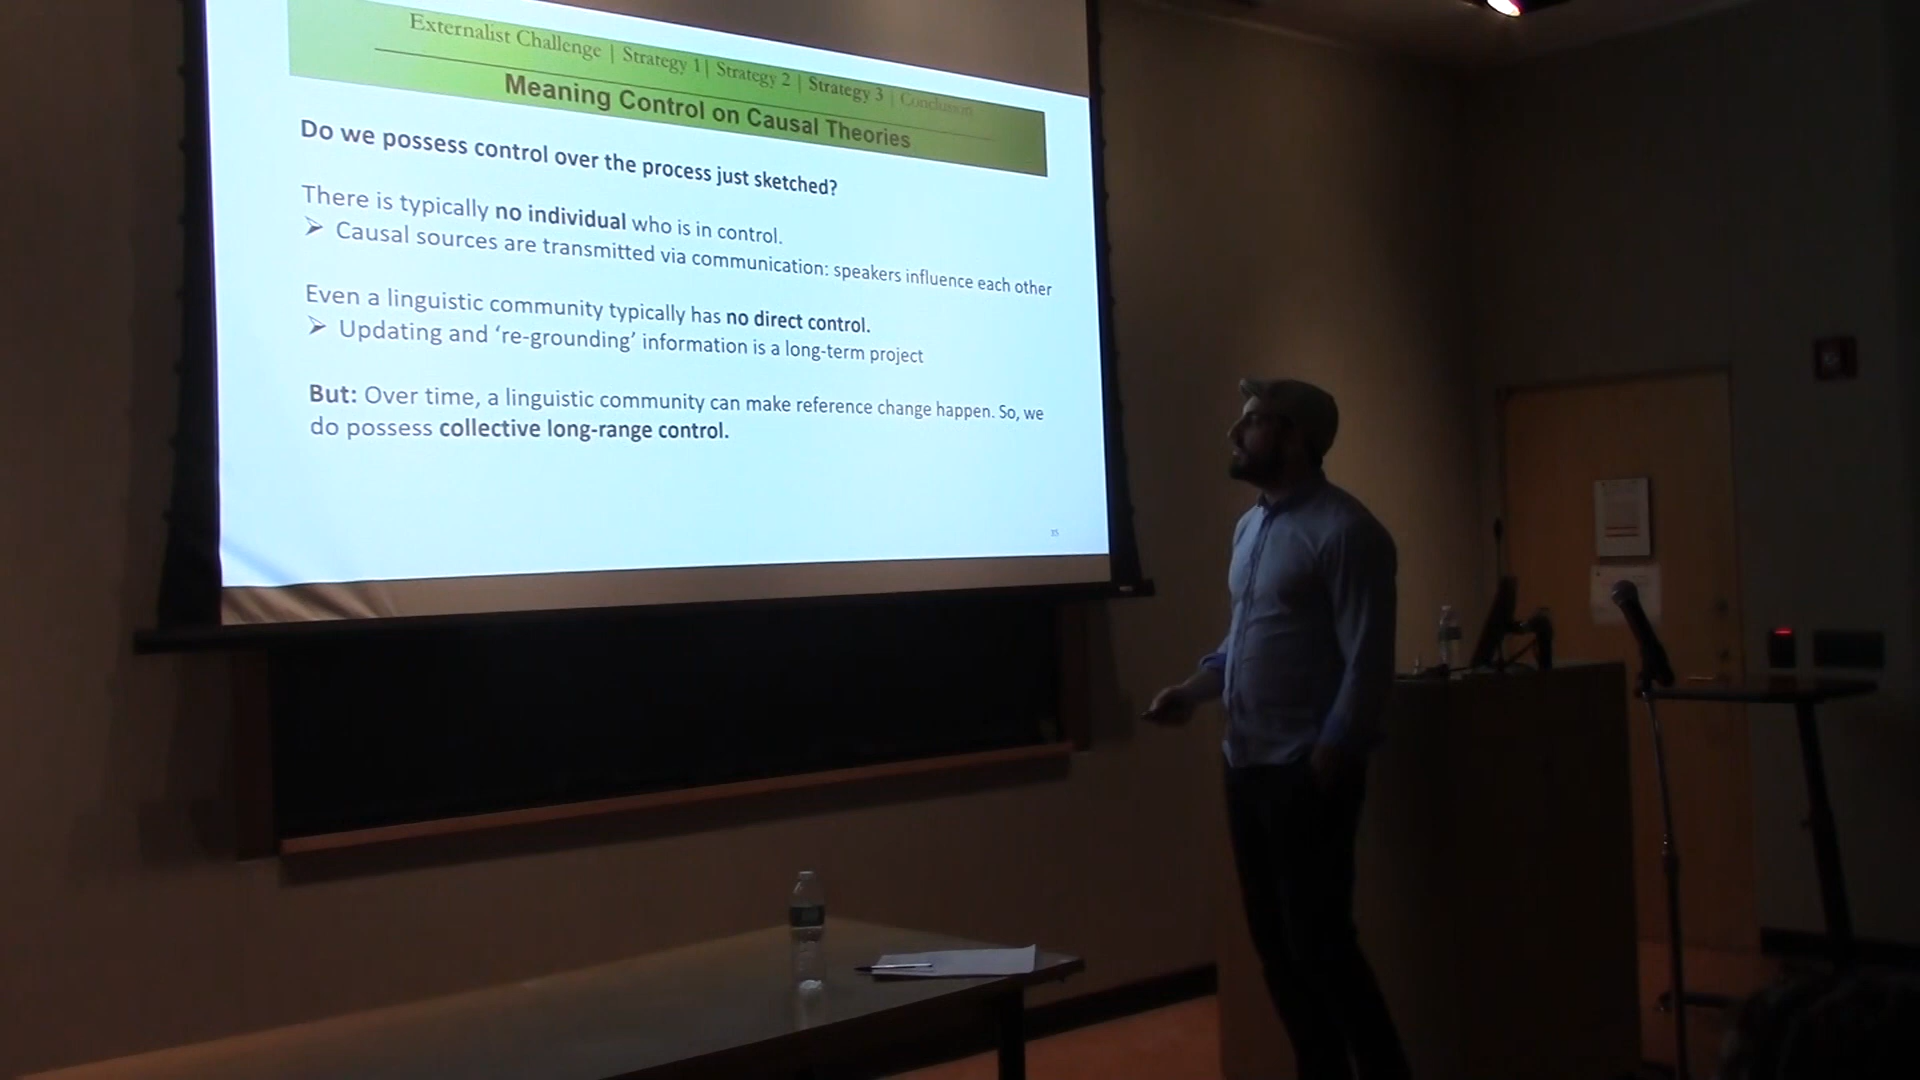 Externalist Challenge | Strategy 1| Strategy 2 | Strategy 3 | Conclusion
Meaning Control on Causal Theories
Do we possess control over the process just sketched?
There is typically no individual who is in control.
➢ Causal sources are transmitted via communication: speakers influence each other
Even a linguistic community typically has no direct control.
➢ Updating and ‘re-grounding’ information is a long-term project
But: Over time, a linguistic community can make reference change happen. So, we
do possess collective long-range control.
35